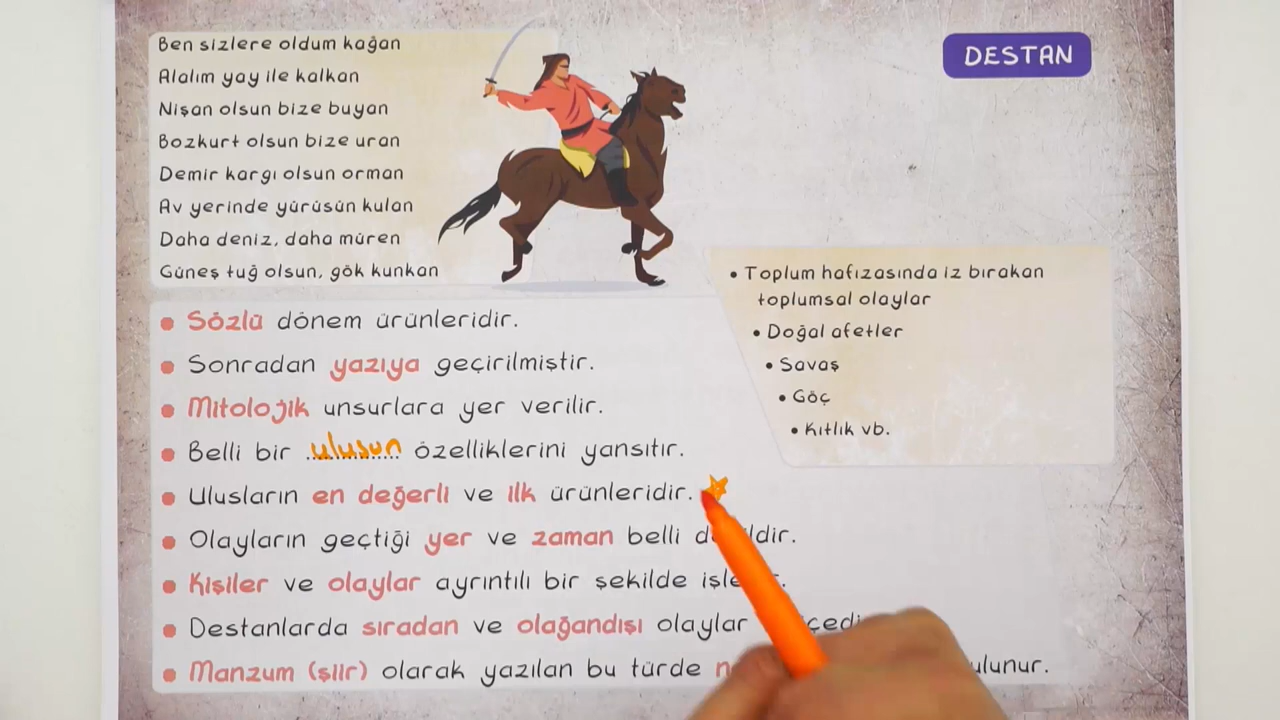 DESTAN
Ben sizlere oldum kağan
Alalım yay ile kalkan
Nişan olsun bize buyan
Bozkurt olsun bize uran
Demir kargı olsun orman
Av yerinde yürüsün kulan
Daha deniz, daha müren
Güneş tuğ olsun, gök kurıkan
• Toplum hafızasında iz bırakan
toplumsal olaylar
• Doğal afetler
• Savaş
• Göç
• Kıtlık vb.
• Sözlü dönem ürünleridir.
• Sonradan yazıya geçirilmiştir.
• Mitolojik unsurlara yer verilir.
• Belli bir ulusun özelliklerini yansıtır.
• Ulusların en değerli ve ilk ürünleridir.
• Olayların geçtiği yer ve zaman belli
• Kişiler ve olaylar ayrıntılı bir şekilde
• Destanlarda sıradan ve olağandışı olaylar
• Manzum (şiir) olarak yazılan bu türde